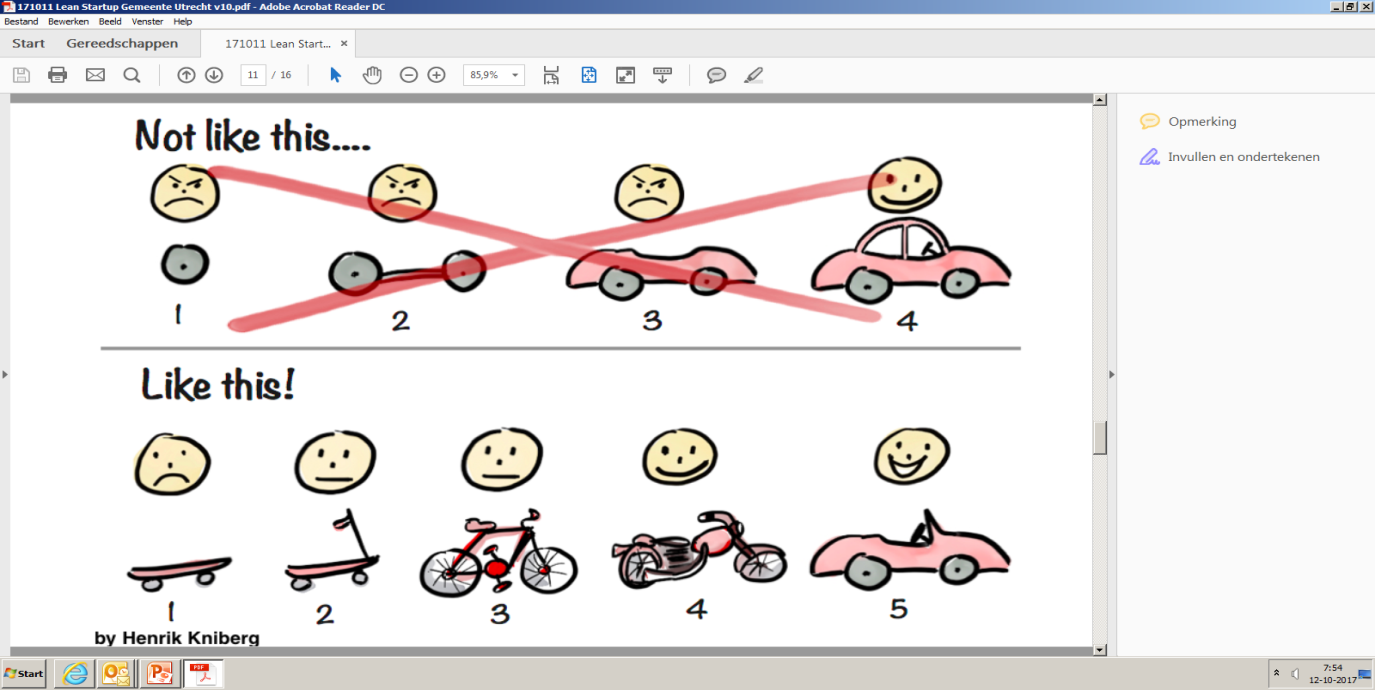 171011 Lean Startup Gemeente Utrecht v10.pdf - Adobe Acrobat Reader DC
Bestand Bewerken Beeld Venster Help
Start Gereedschappen 171011 Lean Start... ×
11 / 16 85,9%
Opmerking
Invullen en ondertekenen
Not like this....
1 2 3 4
Like this!
1 2 3 4 5
by Henrik Kniberg
Start
PDF
7:54
12-10-2017